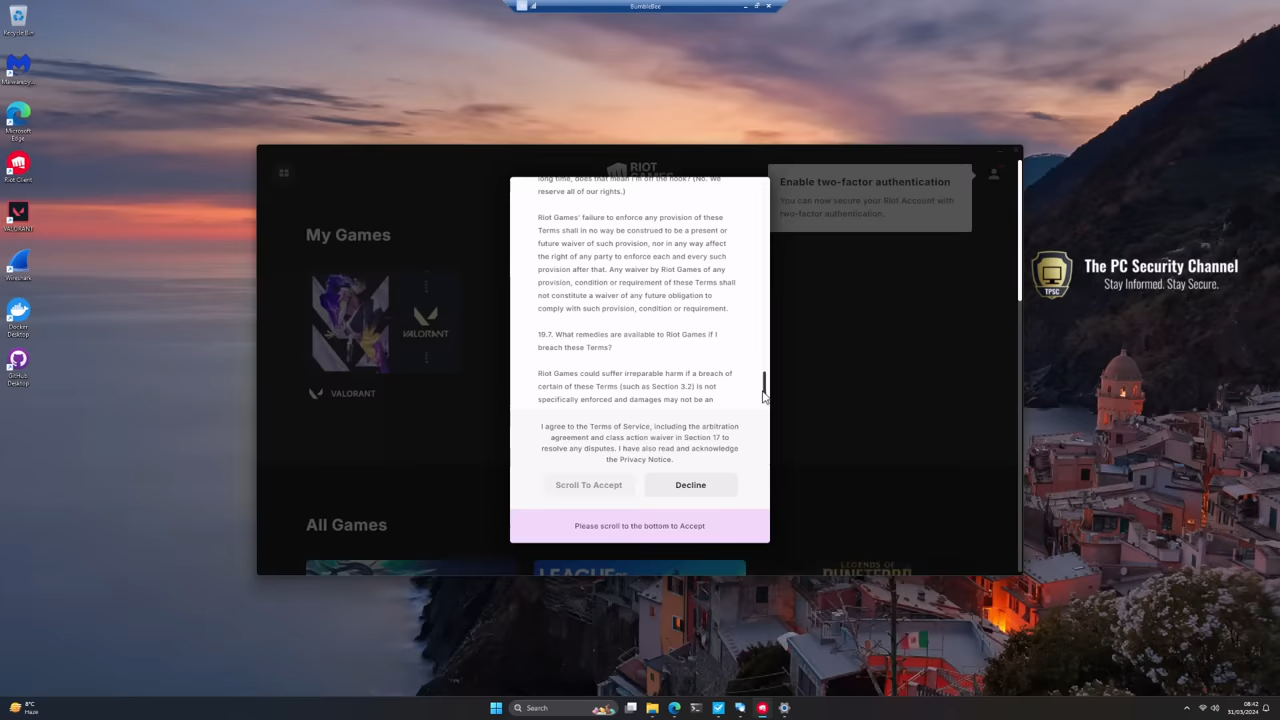 BumbleBee
Recycle Bin
Malwareby...
Microsoft
Edge
Riot Client
VALORANT
Wireshark
Docker
Desktop
GitHub
Desktop
RIOT
GAMES
Enable two-factor authentication
You can now secure your Riot Account with
two-factor authentication.
My Games
VALORANT
VALORANT
All Games
LEAGUE OF
LEGENDS OF
RUNETERRA
long time, does that mean I'm off the hook? (No. We
reserve all of our rights.)
Riot Games' failure to enforce any provision of these
Terms shall in no way be construed to be a present or
future waiver of such provision, nor in any way affect
the right of any party to enforce each and every such
provision after that. Any waiver by Riot Games of any
provision, condition or requirement of these Terms shall
not constitute a waiver of any future obligation to
comply with such provision, condition or requirement.
19.7. What remedies are available to Riot Games if I
breach these Terms?
Riot Games could suffer irreparable harm if a breach of
certain of these Terms (such as Section 3.2) is not
specifically enforced and damages may not be an
I agree to the Terms of Service, including the arbitration
agreement and class action waiver in Section 17 to
resolve any disputes. I have also read and acknowledge
the Privacy Notice.
Scroll To Accept
Decline
Please scroll to the bottom to Accept
TPSC
The PC Security Channel
Stay Informed. Stay Secure.
8°C
Haze
Search
08:42
31/03/2024